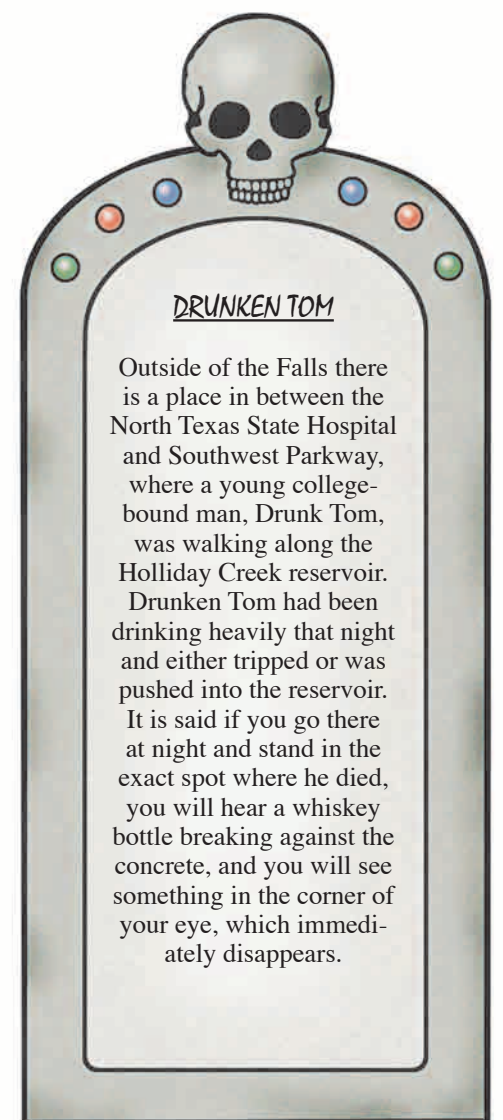 DRUNKEN TOM
Outside of the Falls there
is a place in between the
North Texas State Hospital
and Southwest Parkway,
where a young college-
bound man, Drunk Tom,
was walking along the
Holliday Creek reservoir.
Drunken Tom had been
drinking heavily that night
and either tripped or was
pushed into the reservoir.
It is said if you go there
at night and stand in the
exact spot where he died,
you will hear a whiskey
bottle breaking against the
concrete, and you will see
something in the corner of
your eye, which immedi-
ately disappears.